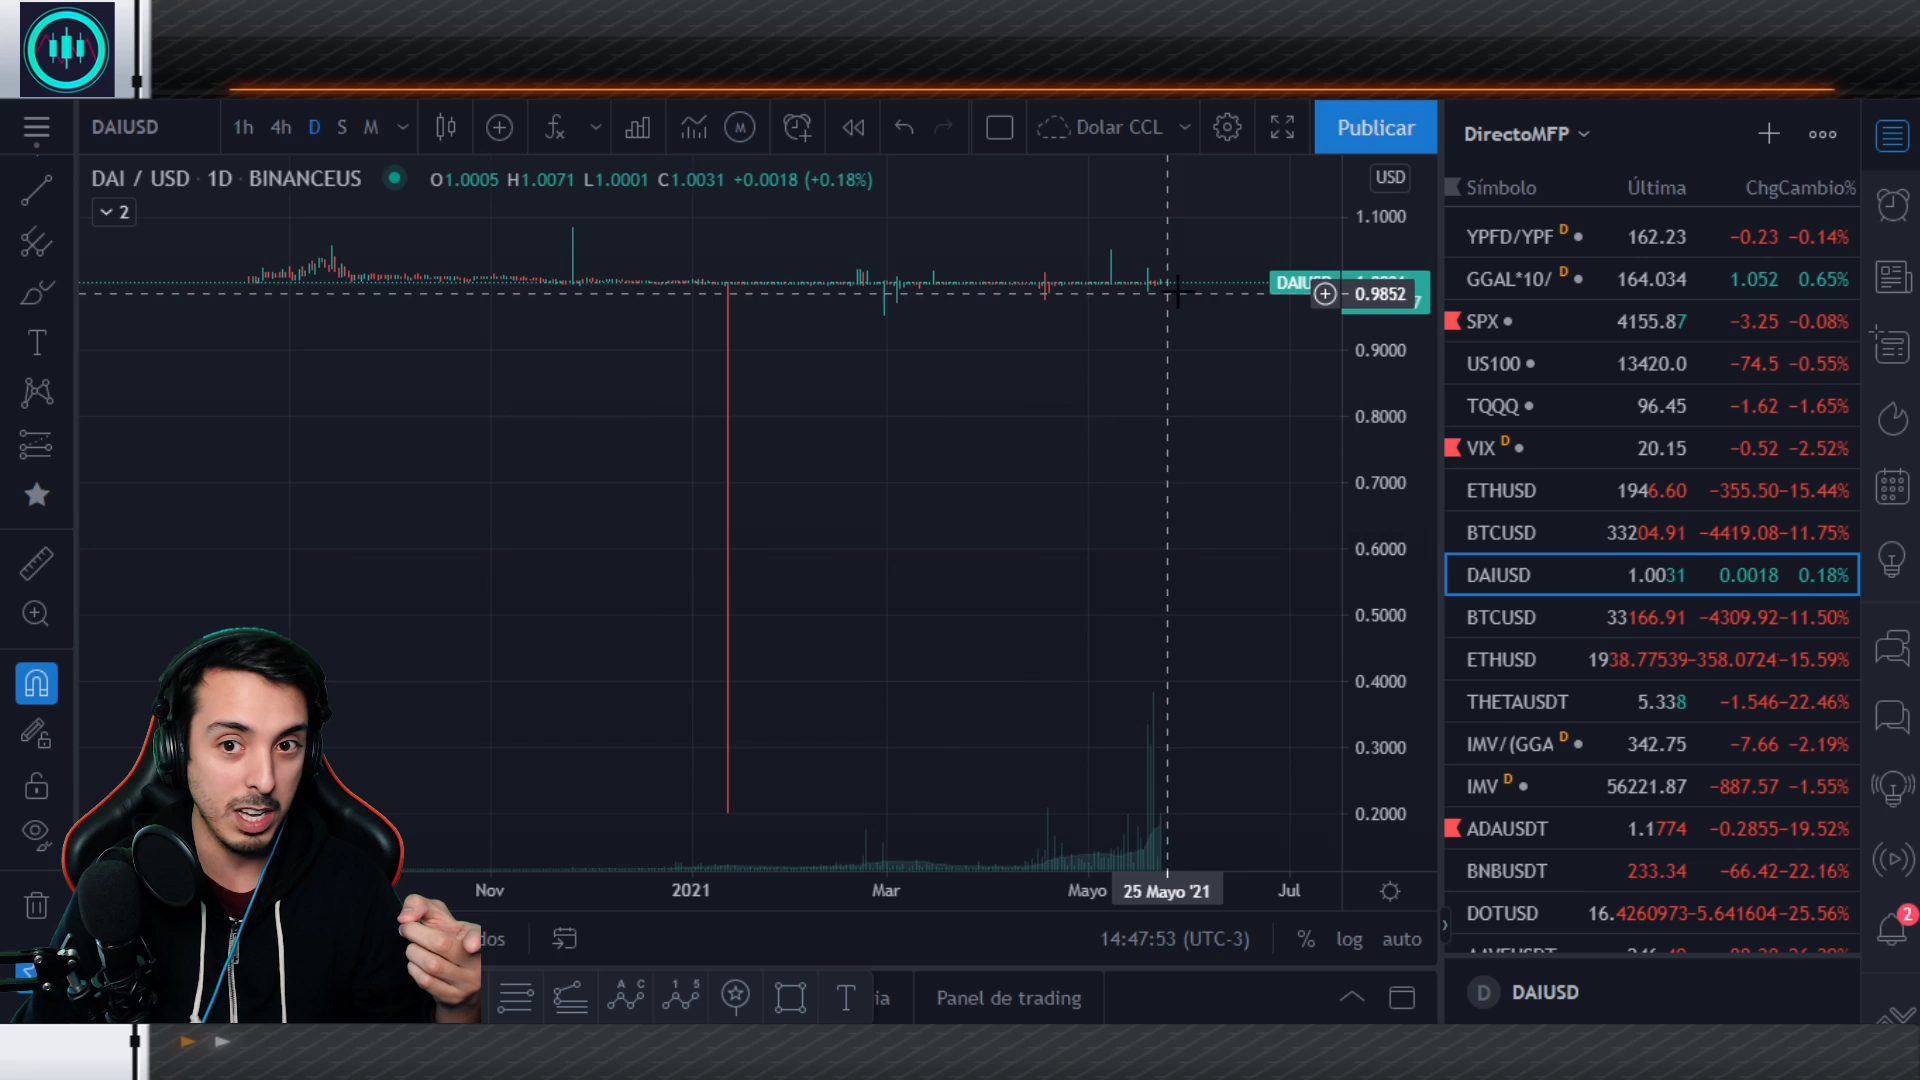 DAIUSD 1h 4h D S M Dolar CCL Publicar
DAI / USD · 1D · BINANCEUS O1.0005 H1.0071 L1.0001 C1.0031 +0.0018 (+0.18%)
2
USD
1.1000
DAIUSD
0.9852
0.9000
0.8000
0.7000
0.6000
0.5000
0.4000
0.3000
0.2000
Nov 2021 Mar Mayo 25 Mayo '21 Jul
14:47:53 (UTC-3) % log auto
Panel de trading
DirectoMFP
Símbolo Última Chg Cambio%
YPFD/YPF D 162.23 −0.23 −0.14%
GGAL*10/ D 164.034 1.052 0.65%
SPX 4155.87 −3.25 −0.08%
US100 13420.0 −74.5 −0.55%
TQQQ 96.45 −1.62 −1.65%
VIX D 20.15 −0.52 −2.52%
ETHUSD 1946.60 −355.50 −15.44%
BTCUSD 33204.91 −4419.08 −11.75%
DAIUSD 1.0031 0.0018 0.18%
BTCUSD 33166.91 −4309.92 −11.50%
ETHUSD 1938.77539 −358.0724 −15.59%
THETAUSDT 5.338 −1.546 −22.46%
IMV/(GGA D 342.75 −7.66 −2.19%
IMV D 56221.87 −887.57 −1.55%
ADAUSDT 1.1774 −0.2855 −19.52%
BNBUSDT 233.34 −66.42 −22.16%
DOTUSD 16.4260973 −5.641604 −25.56%
D DAIUSD
2